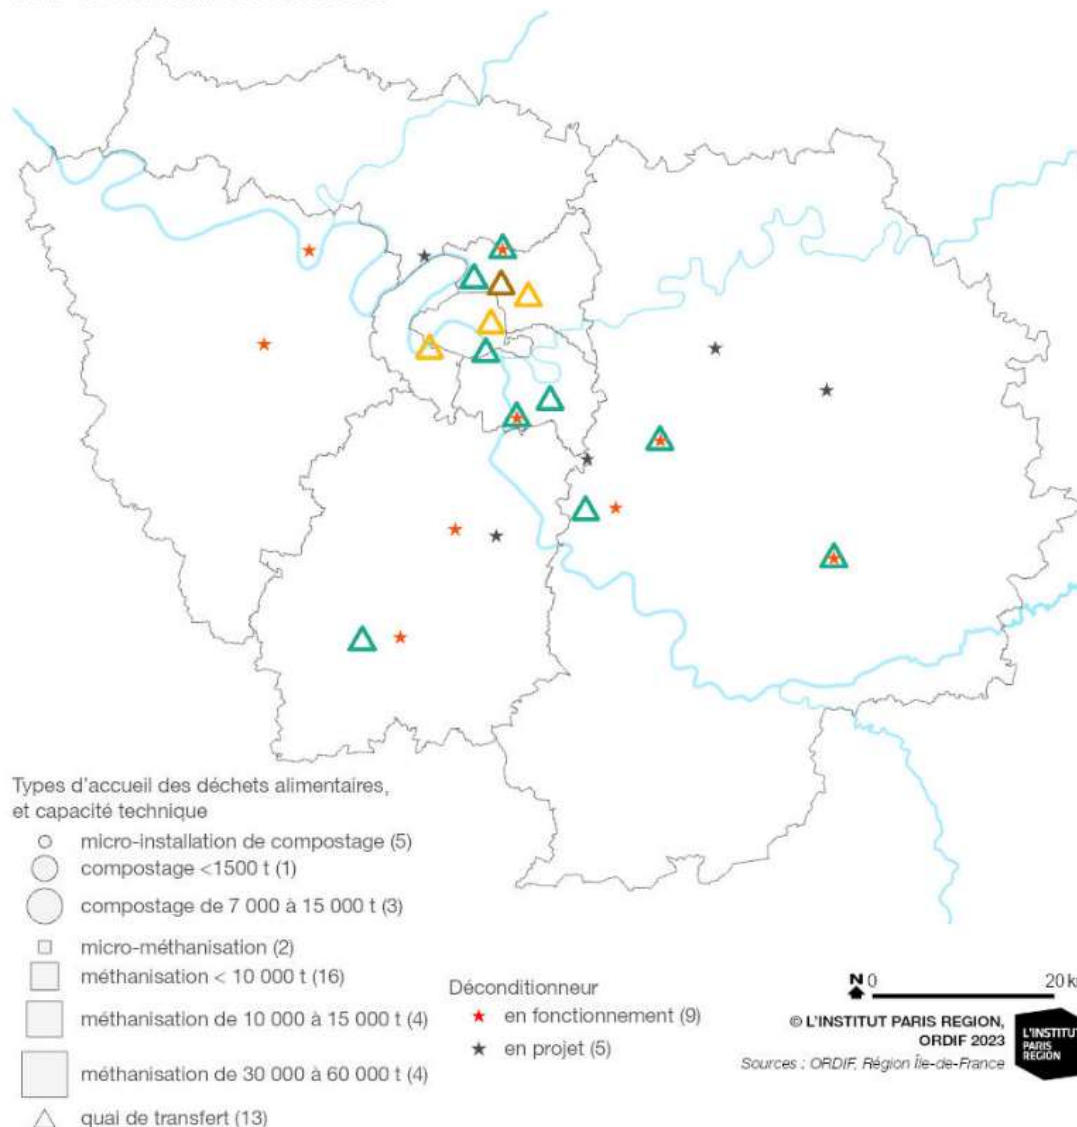 Types d'accueil des déchets alimentaires,
et capacité technique
micro-installation de compostage (5)
compostage <1500 t (1)
compostage de 7 000 à 15 000 t (3)
micro-méthanisation (2)
méthanisation < 10 000 t (16)
méthanisation de 10 000 à 15 000 t (4)
méthanisation de 30 000 à 60 000 t (4)
quai de transfert (13)
Déconditionneur
en fonctionnement (9)
en projet (5)
N 0 20 k
© L'INSTITUT PARIS REGION,
ORDIF 2023
Sources : ORDIF, Région Île-de-France
L'INSTITUT
PARIS
REGION